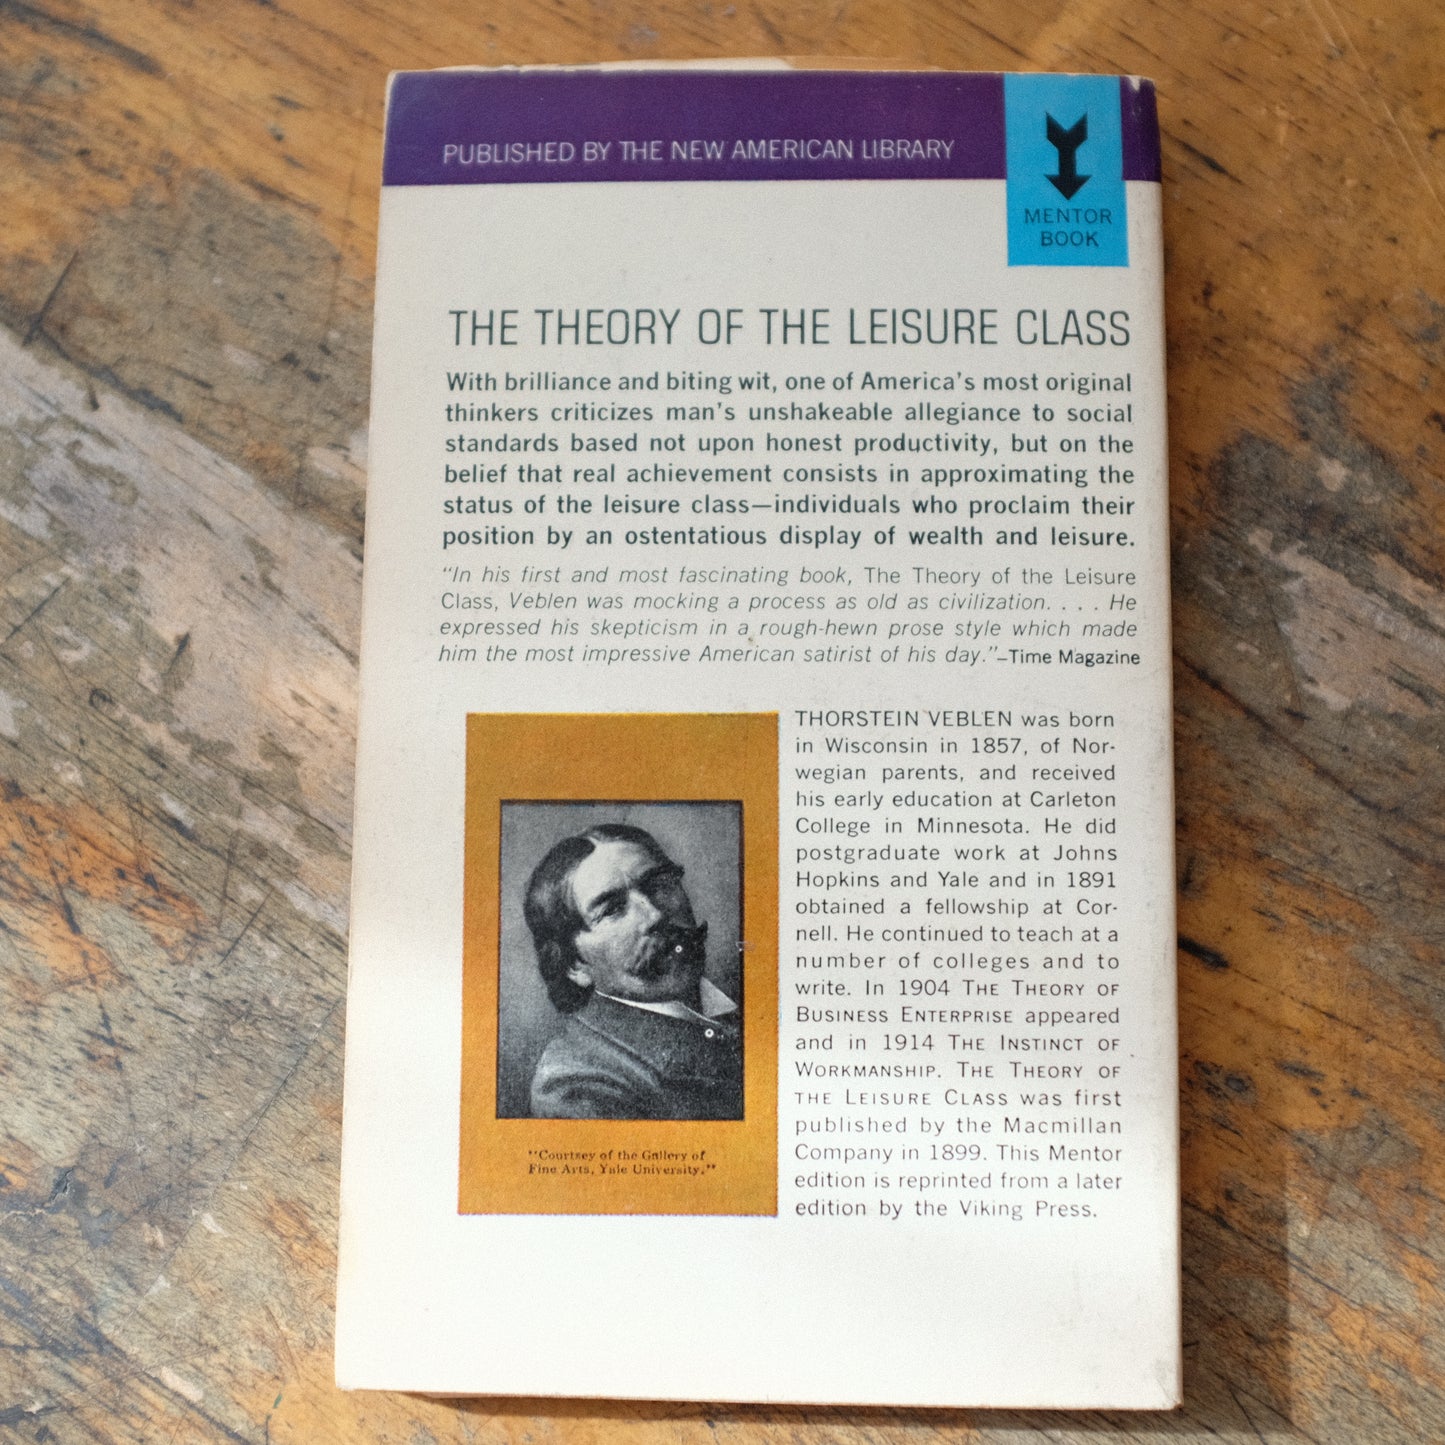 PUBLISHED BY THE NEW AMERICAN LIBRARY
MENTOR
BOOK
THE THEORY OF THE LEISURE CLASS
With brilliance and biting wit, one of America's most original
thinkers criticizes man's unshakeable allegiance to social
standards based not upon honest productivity, but on the
belief that real achievement consists in approximating the
status of the leisure class—individuals who proclaim their
position by an ostentatious display of wealth and leisure.
"In his first and most fascinating book, The Theory of the Leisure
Class, Veblen was mocking a process as old as civilization. . . . He
expressed his skepticism in a rough-hewn prose style which made
him the most impressive American satirist of his day."—Time Magazine
THORSTEIN VEBLEN was born
in Wisconsin in 1857, of Nor-
wegian parents, and received
his early education at Carleton
College in Minnesota. He did
postgraduate work at Johns
Hopkins and Yale and in 1891
obtained a fellowship at Cor-
nell. He continued to teach at a
number of colleges and to
write. In 1904 THE THEORY OF
BUSINESS ENTERPRISE appeared
and in 1914 THE INSTINCT OF
WORKMANSHIP. THE THEORY OF
THE LEISURE CLASS was first
published by the Macmillan
Company in 1899. This Mentor
edition is reprinted from a later
edition by the Viking Press.
"Courtsey of the Gallery of
Fine Arts, Yale University."